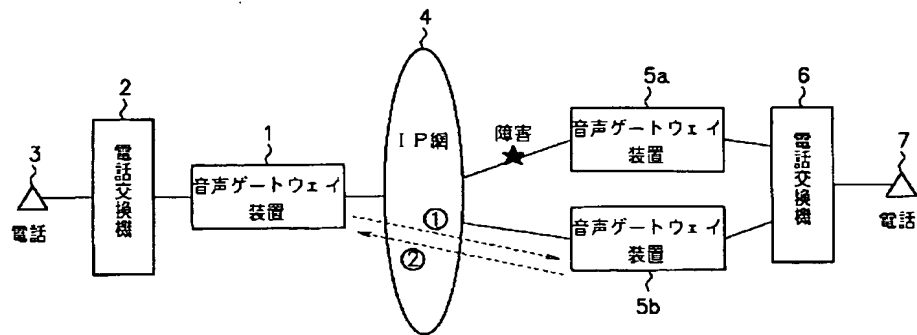 4
2
5a
6
3
1
IP網
障害
7
電話交換機
音声ゲートウェイ
装置
音声ゲートウェイ
装置
電話交換機
電話
①
②
音声ゲートウェイ
装置
電話
5b